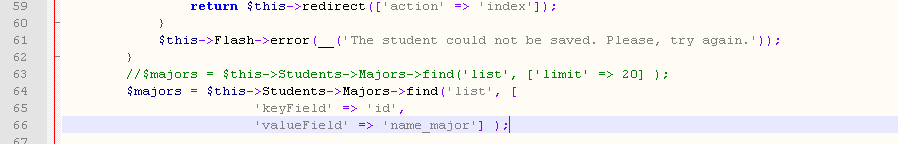 59 return $this->redirect(['action' => 'index']);
60 }
61 $this->Flash->error(__('The student could not be saved. Please, try again.'));
62 }
63 //$majors = $this->Students->Majors->find('list', ['limit' => 20] );
64 $majors = $this->Students->Majors->find('list', [
65 'keyField' => 'id',
66 'valueField' => 'name_major'] );
67